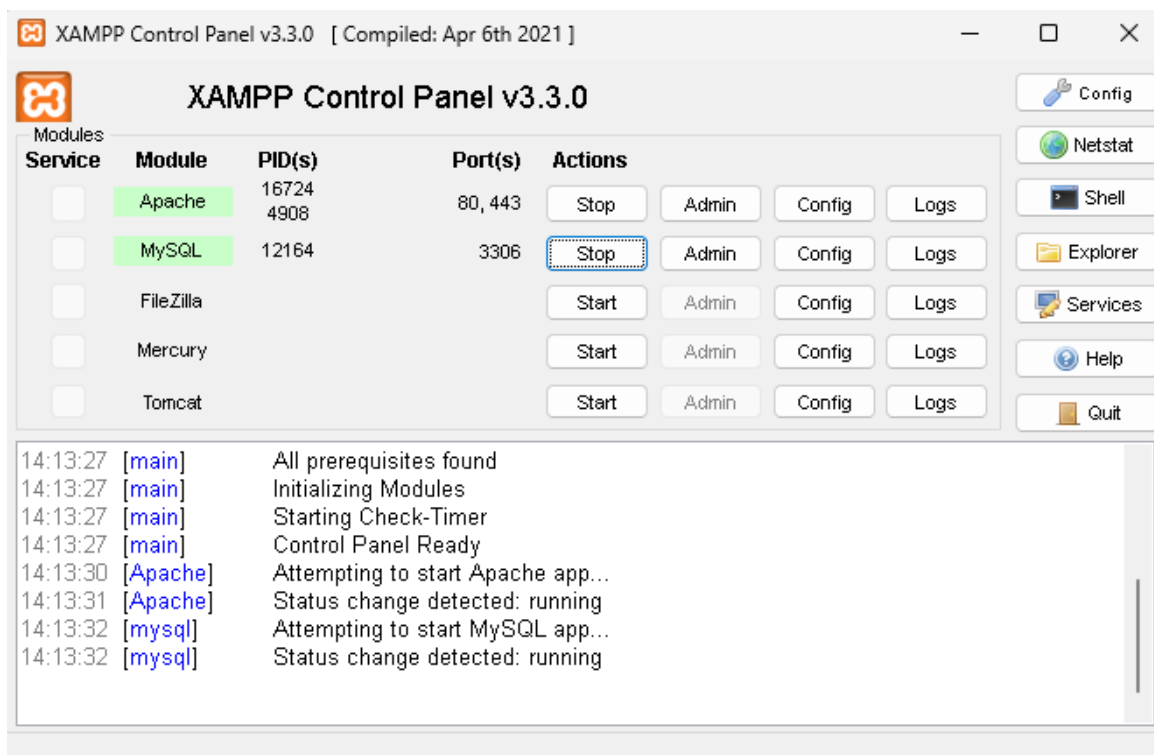 XAMPP Control Panel v3.3.0 [ Compiled: Apr 6th 2021 ]
XAMPP Control Panel v3.3.0
Config
Modules
Service Module PID(s) Port(s) Actions
Netstat
Apache 16724 4908 80, 443 Stop Admin Config Logs
Shell
MySQL 12164 3306 Stop Admin Config Logs
Explorer
FileZilla Start Admin Config Logs
Services
Mercury Start Admin Config Logs
Help
Tomcat Start Admin Config Logs
Quit
14:13:27 [main] All prerequisites found
14:13:27 [main] Initializing Modules
14:13:27 [main] Starting Check-Timer
14:13:27 [main] Control Panel Ready
14:13:30 [Apache] Attempting to start Apache app...
14:13:31 [Apache] Status change detected: running
14:13:32 [mysql] Attempting to start MySQL app...
14:13:32 [mysql] Status change detected: running